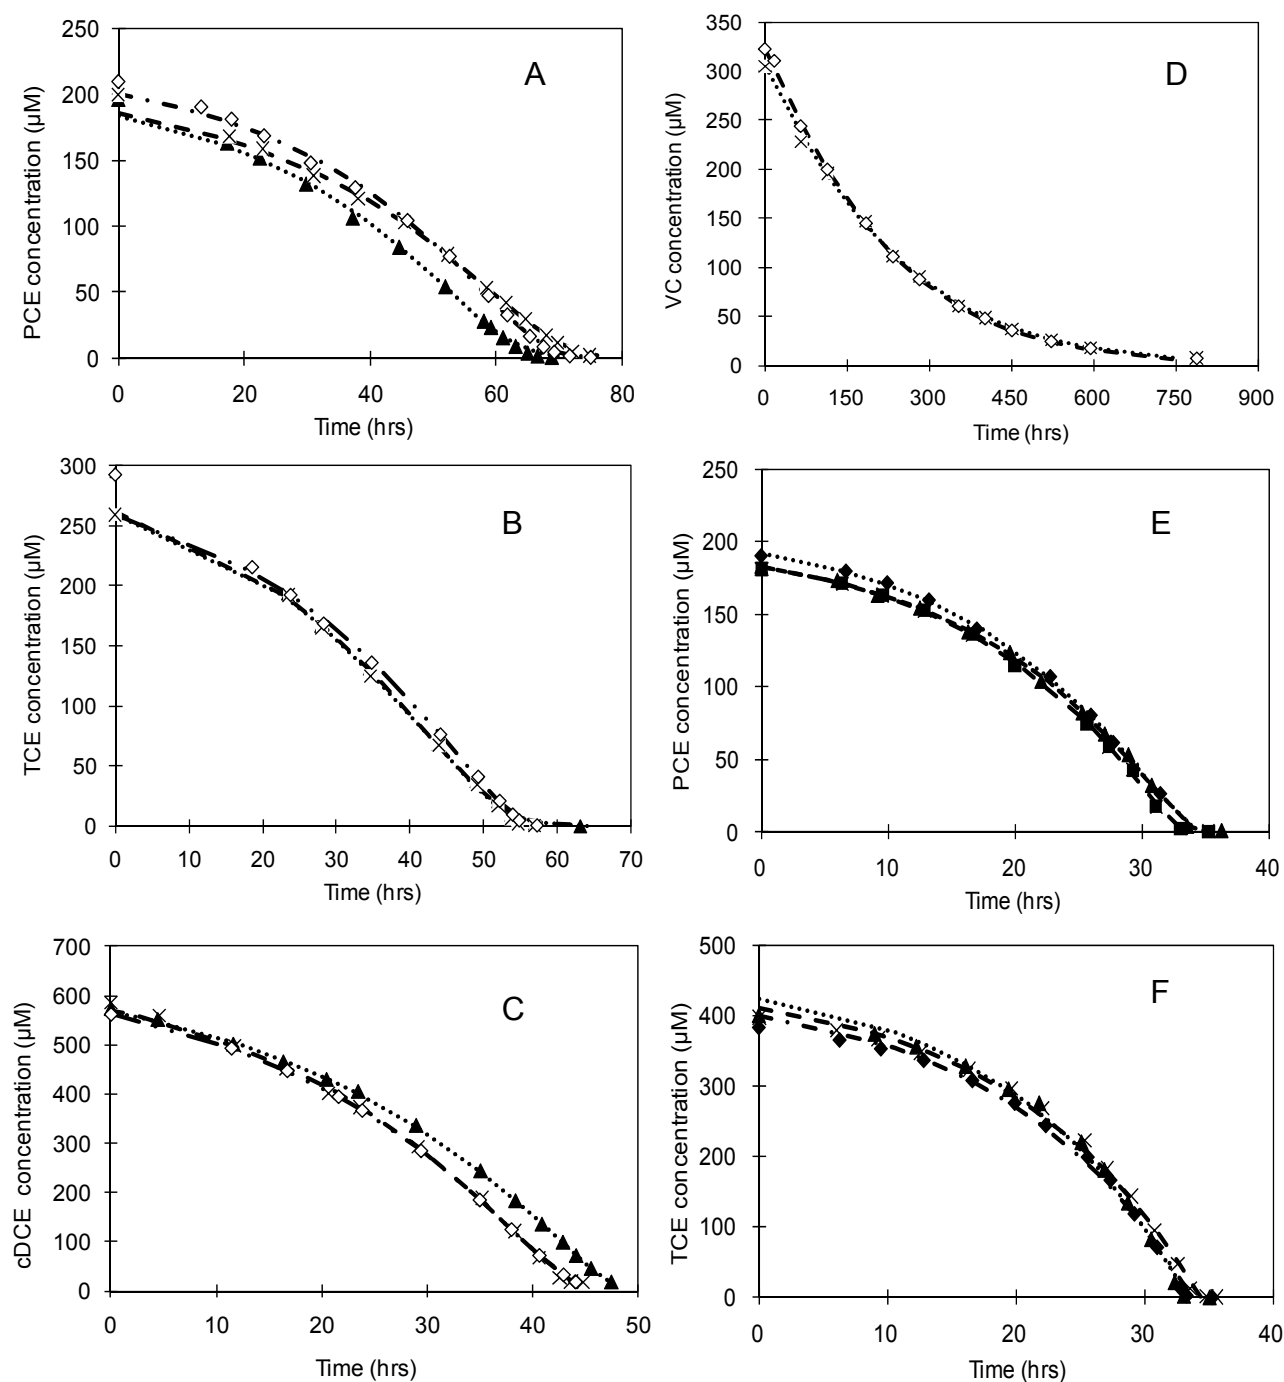 A
PCE concentration (µM)
250
200
150
100
50
0
0 20 40 60 80
Time (hrs)
D
VC concentration (µM)
350
300
250
200
150
100
50
0
0 150 300 450 600 750 900
Time (hrs)
B
TCE concentration (µM)
300
250
200
150
100
50
0
0 10 20 30 40 50 60 70
Time (hrs)
E
PCE concentration (µM)
250
200
150
100
50
0
0 10 20 30 40
Time (hrs)
C
cDCE concentration (µM)
700
600
500
400
300
200
100
0
0 10 20 30 40 50
Time (hrs)
F
TCE concentration (µM)
500
400
300
200
100
0
0 10 20 30 40
Time (hrs)